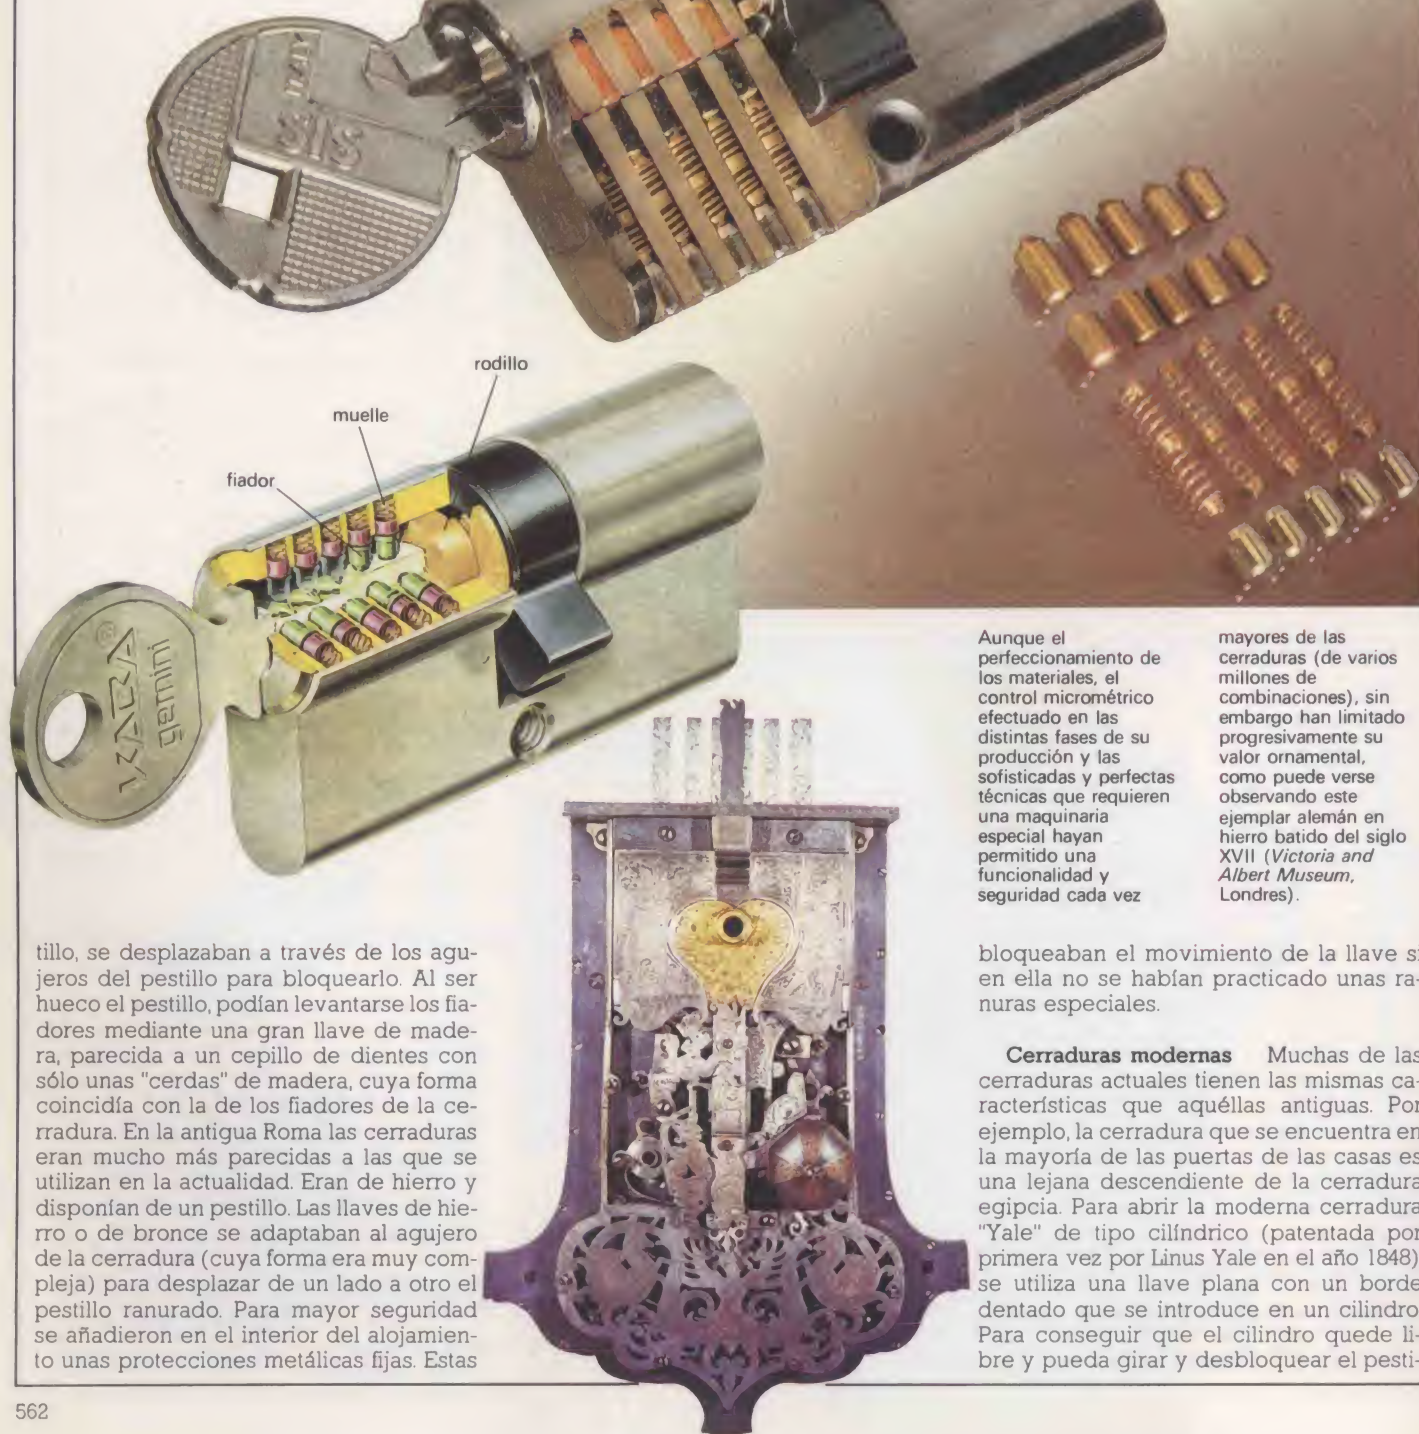 ITALY
SIS
rodillo
muelle
fiador
KABA®
gemini
Aunque el
perfeccionamiento de
los materiales, el
control micrométrico
efectuado en las
distintas fases de su
producción y las
sofisticadas y perfectas
técnicas que requieren
una maquinaria
especial hayan
permitido una
funcionalidad y
seguridad cada vez
mayores de las
cerraduras (de varios
millones de
combinaciones), sin
embargo han limitado
progresivamente su
valor ornamental,
como puede verse
observando este
ejemplar alemán en
hierro batido del siglo
XVII (Victoria and
Albert Museum,
Londres).
tillo, se desplazaban a través de los agu-
jeros del pestillo para bloquearlo. Al ser
hueco el pestillo, podían levantarse los fia-
dores mediante una gran llave de made-
ra, parecida a un cepillo de dientes con
sólo unas "cerdas" de madera, cuya forma
coincidía con la de los fiadores de la ce-
rradura. En la antigua Roma las cerraduras
eran mucho más parecidas a las que se
utilizan en la actualidad. Eran de hierro y
disponían de un pestillo. Las llaves de hie-
rro o de bronce se adaptaban al agujero
de la cerradura (cuya forma era muy com-
pleja) para desplazar de un lado a otro el
pestillo ranurado. Para mayor seguridad
se añadieron en el interior del alojamien-
to unas protecciones metálicas fijas. Estas
bloqueaban el movimiento de la llave si
en ella no se habían practicado unas ra-
nuras especiales.
Cerraduras modernas Muchas de las
cerraduras actuales tienen las mismas ca-
racterísticas que aquéllas antiguas. Por
ejemplo, la cerradura que se encuentra en
la mayoría de las puertas de las casas es
una lejana descendiente de la cerradura
egipcia. Para abrir la moderna cerradura
"Yale" de tipo cilíndrico (patentada por
primera vez por Linus Yale en el año 1848)
se utiliza una llave plana con un borde
dentado que se introduce en un cilindro.
Para conseguir que el cilindro quede li-
bre y pueda girar y desbloquear el pesti-
562